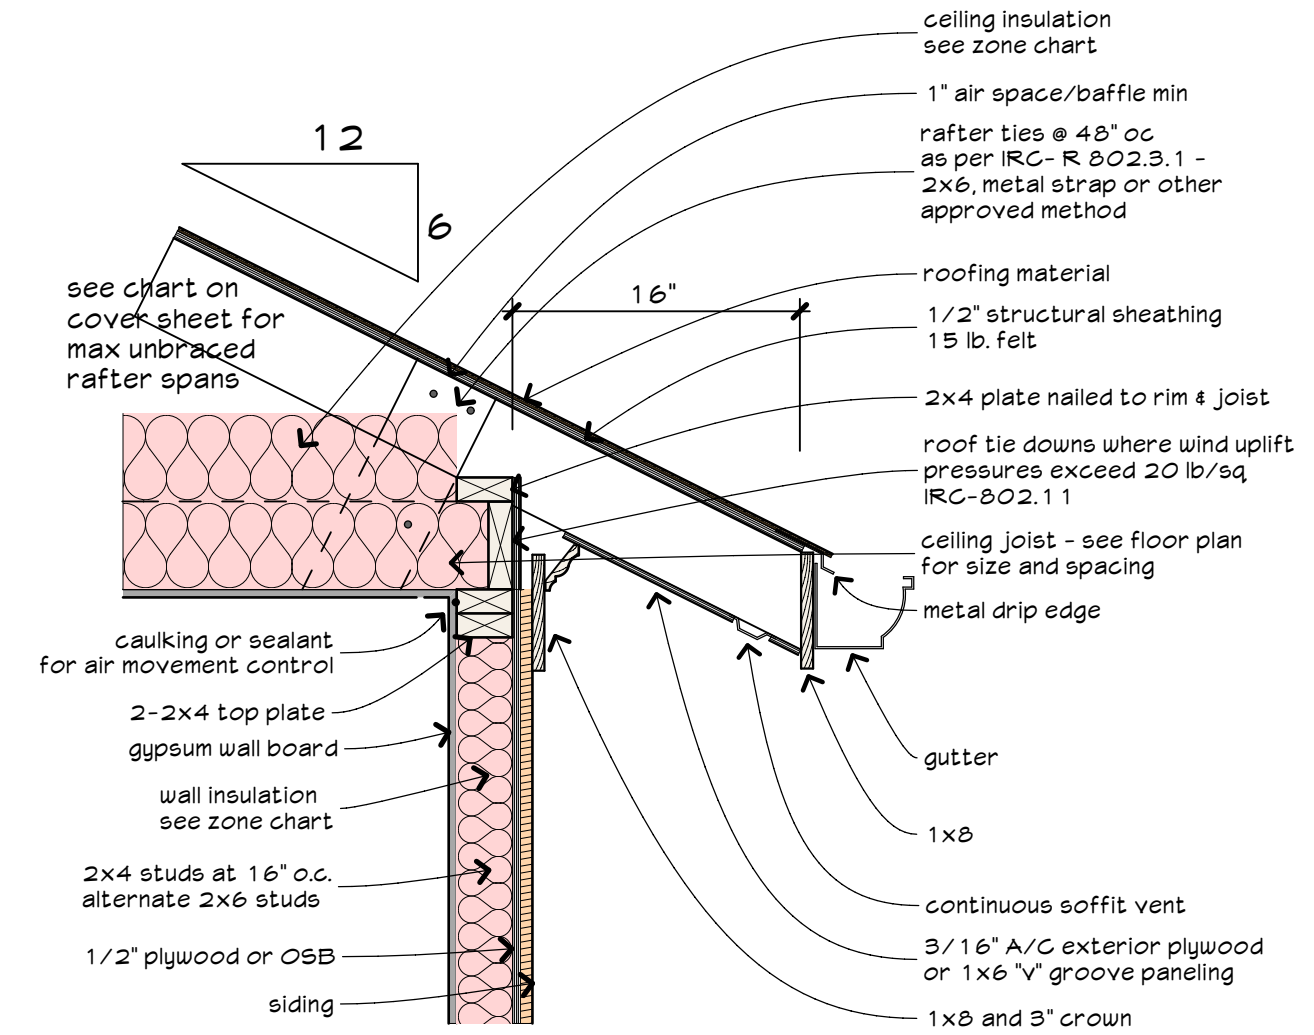 ceiling insulation
see zone chart
1" air space/baffle min
rafter ties @ 48" oc
as per IRC- R 802.3.1 -
2x6, metal strap or other
approved method
12
6
see chart on
cover sheet for
max unbraced
rafter spans
16"
roofing material
1/2" structural sheathing
15 lb. felt
2x4 plate nailed to rim & joist
roof tie downs where wind uplift
pressures exceed 20 lb/sq
IRC-802.11
ceiling joist - see floor plan
for size and spacing
metal drip edge
caulking or sealant
for air movement control
2-2x4 top plate
gypsum wall board
wall insulation
see zone chart
2x4 studs at 16" o.c.
alternate 2x6 studs
1/2" plywood or OSB
siding
gutter
1x8
continuous soffit vent
3/16" A/C exterior plywood
or 1x6 "v" groove paneling
1x8 and 3" crown